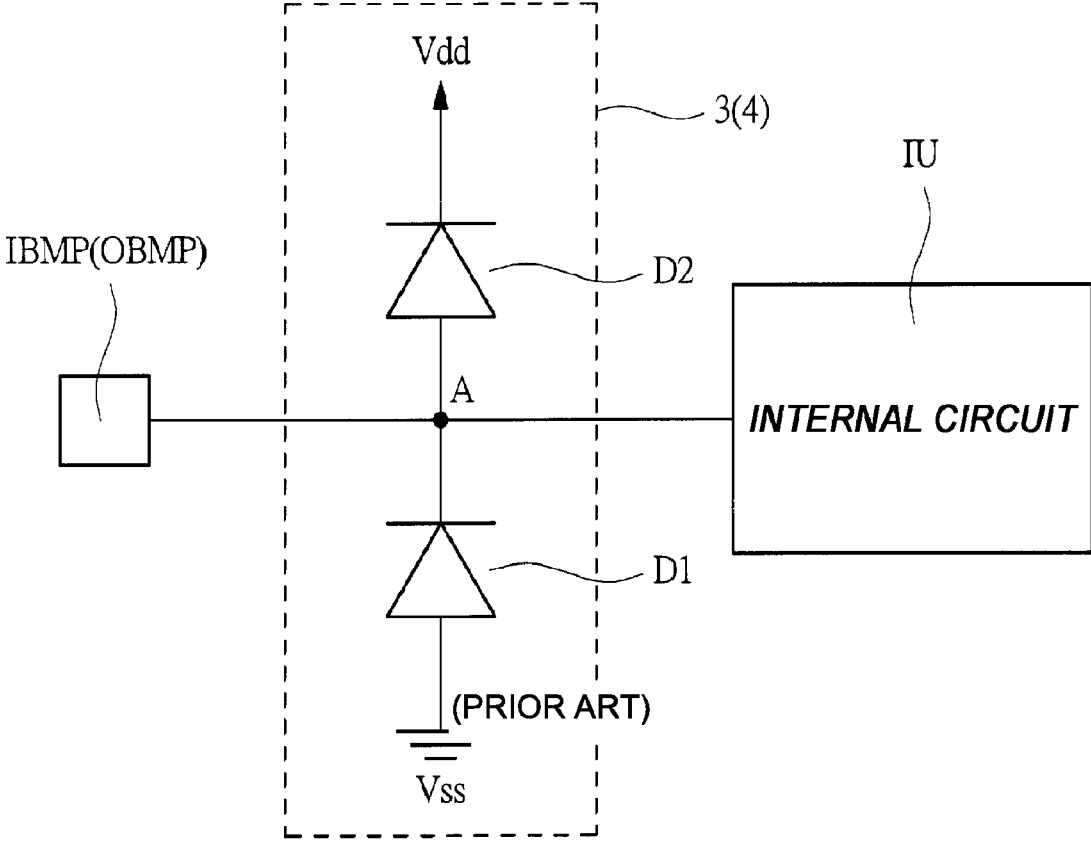 Vdd
3(4)
IU
IBMP(OBMP)
D2
A
INTERNAL CIRCUIT
D1
(PRIOR ART)
Vss